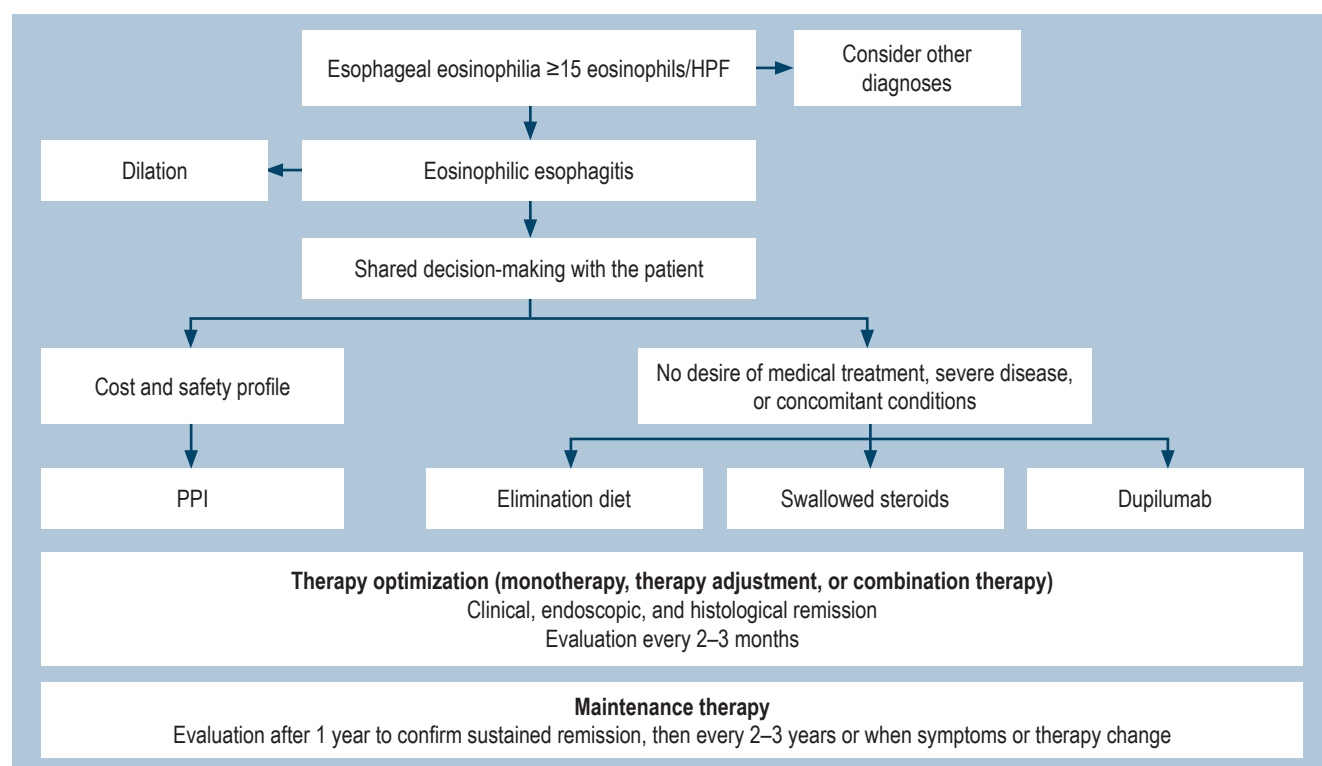 Esophageal eosinophilia ≥15 eosinophils/HPF
Consider other
diagnoses
Dilation
Eosinophilic esophagitis
Shared decision-making with the patient
Cost and safety profile
No desire of medical treatment, severe disease,
or concomitant conditions
PPI
Elimination diet
Swallowed steroids
Dupilumab
Therapy optimization (monotherapy, therapy adjustment, or combination therapy)
Clinical, endoscopic, and histological remission
Evaluation every 2–3 months
Maintenance therapy
Evaluation after 1 year to confirm sustained remission, then every 2–3 years or when symptoms or therapy change